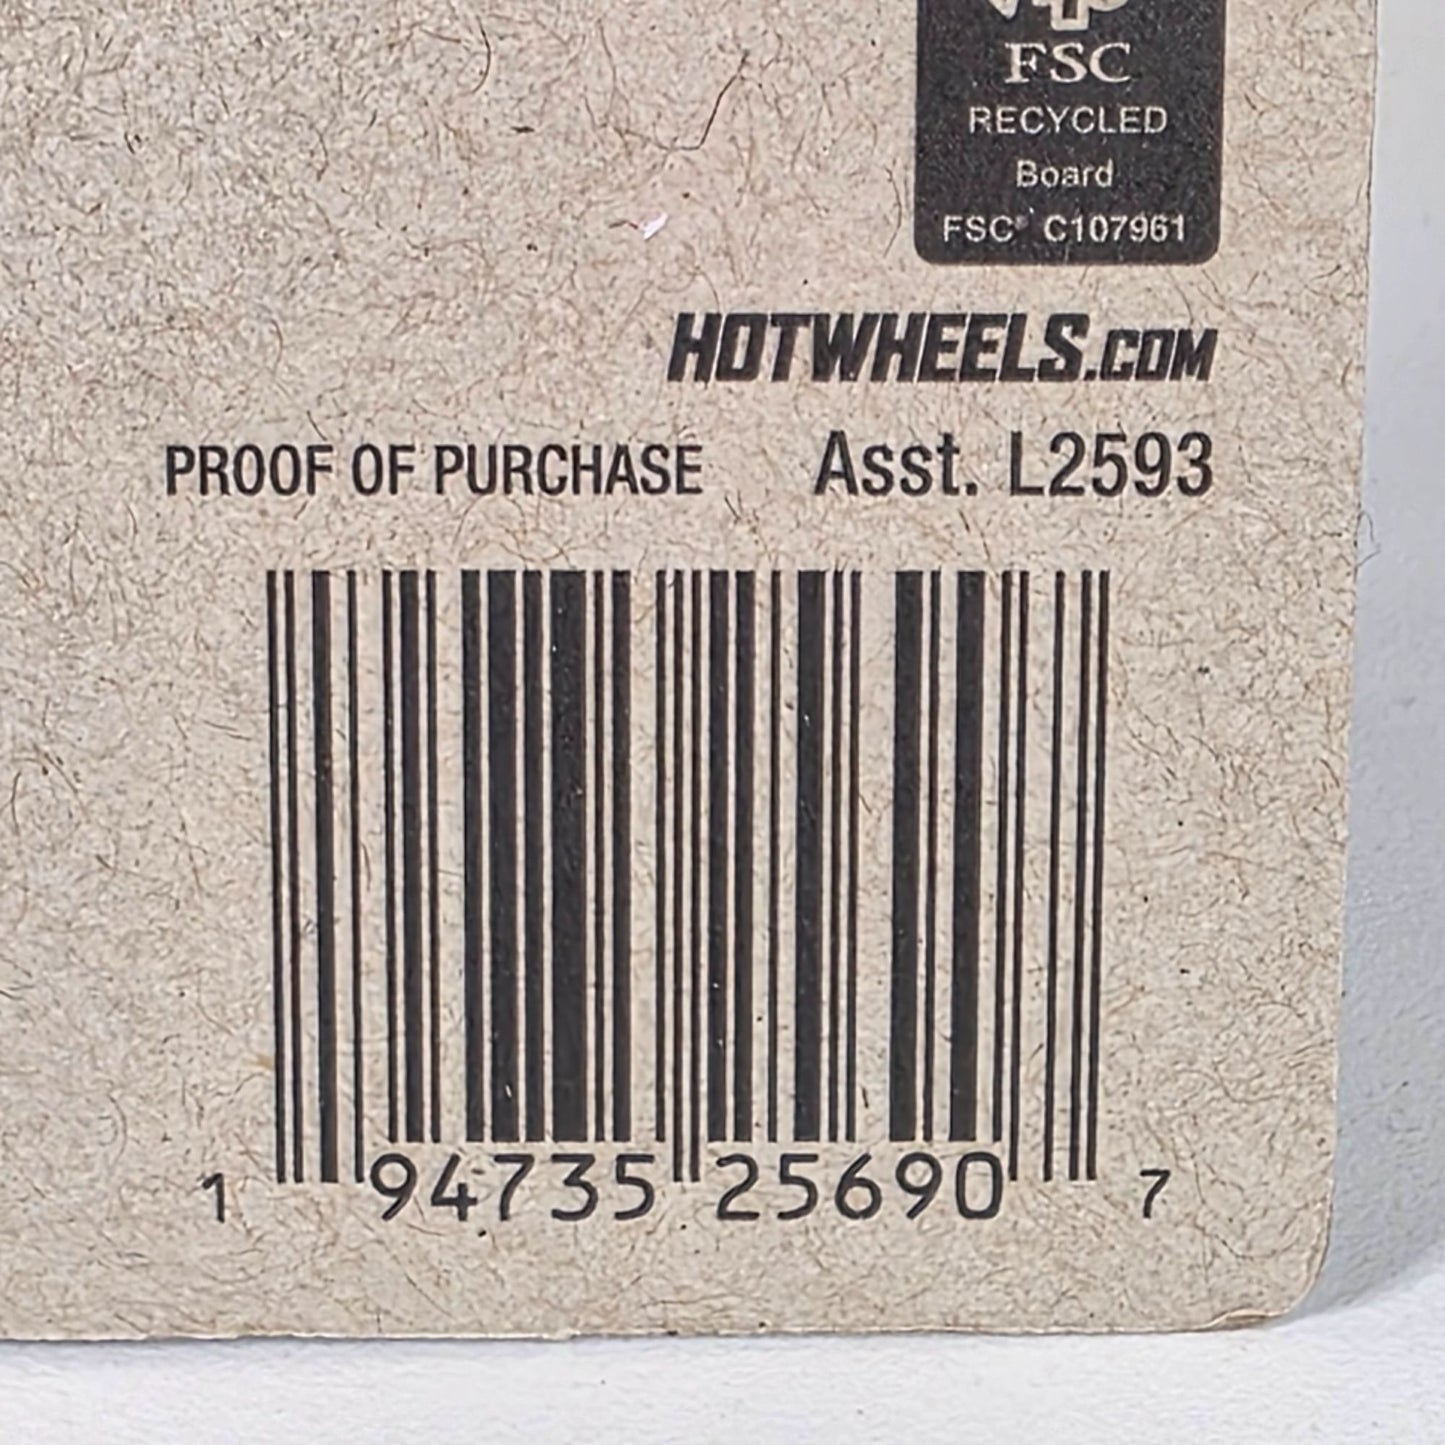 FSC
RECYCLED
Board
FSC® C107961
HOTWHEELS.COM
PROOF OF PURCHASE Asst. L2593
1 94735 25690 7